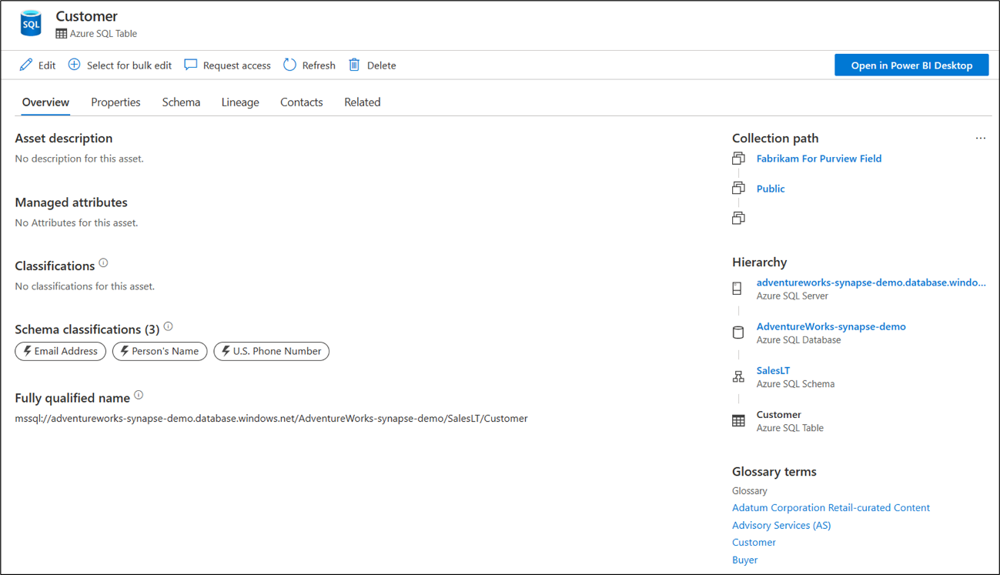 SQL
Customer
Azure SQL Table
Edit Select for bulk edit Request access Refresh Delete Open in Power BI Desktop
Overview Properties Schema Lineage Contacts Related
Asset description
No description for this asset.
Managed attributes
No Attributes for this asset.
Classifications
No classifications for this asset.
Schema classifications (3)
Email Address Person's Name U.S. Phone Number
Fully qualified name
mssql://adventureworks-synapse-demo.database.windows.net/AdventureWorks-synapse-demo/SalesLT/Customer
Collection path ...
Fabrikam For Purview Field
Public
Hierarchy
adventureworks-synapse-demo.database.windo...
Azure SQL Server
AdventureWorks-synapse-demo
Azure SQL Database
SalesLT
Azure SQL Schema
Customer
Azure SQL Table
Glossary terms
Glossary
Adatum Corporation Retail-curated Content
Advisory Services (AS)
Customer
Buyer